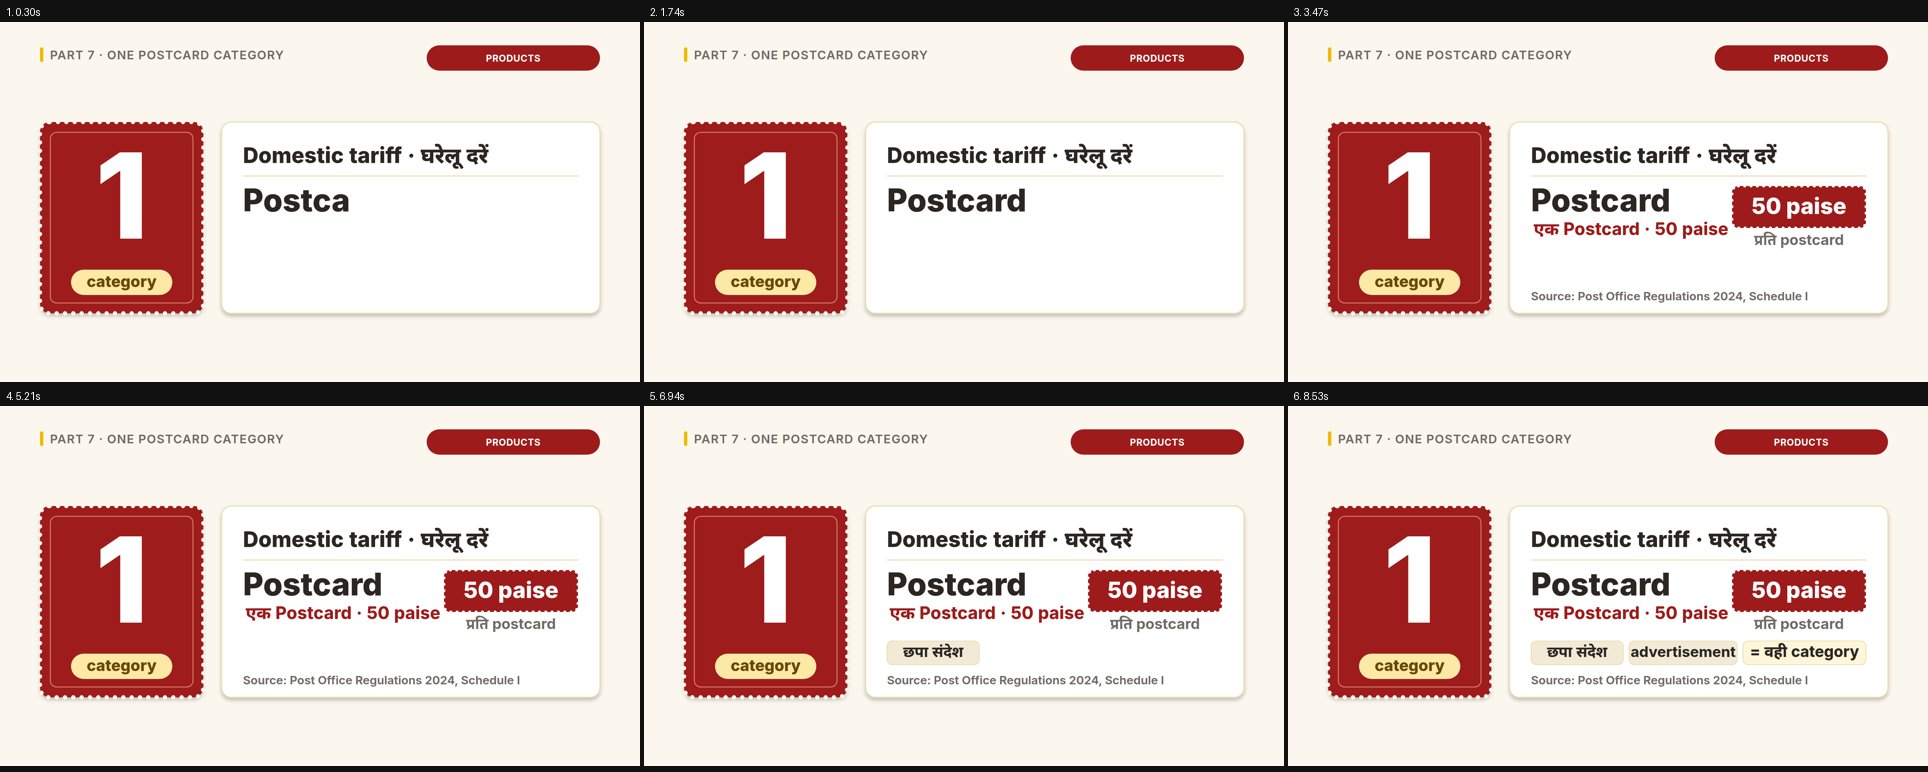 1. 0.30s
PART 7 · ONE POSTCARD CATEGORY
PRODUCTS
1
category
Domestic tariff · घरेलू दरें
Postca
2. 1.74s
PART 7 · ONE POSTCARD CATEGORY
PRODUCTS
1
category
Domestic tariff · घरेलू दरें
Postcard
3. 3.47s
PART 7 · ONE POSTCARD CATEGORY
PRODUCTS
1
category
Domestic tariff · घरेलू दरें
Postcard
50 paise
एक Postcard · 50 paise
प्रति postcard
Source: Post Office Regulations 2024, Schedule I
4. 5.21s
PART 7 · ONE POSTCARD CATEGORY
PRODUCTS
1
category
Domestic tariff · घरेलू दरें
Postcard
50 paise
एक Postcard · 50 paise
प्रति postcard
Source: Post Office Regulations 2024, Schedule I
5. 6.94s
PART 7 · ONE POSTCARD CATEGORY
PRODUCTS
1
category
Domestic tariff · घरेलू दरें
Postcard
50 paise
एक Postcard · 50 paise
प्रति postcard
छपा संदेश
Source: Post Office Regulations 2024, Schedule I
6. 8.53s
PART 7 · ONE POSTCARD CATEGORY
PRODUCTS
1
category
Domestic tariff · घरेलू दरें
Postcard
50 paise
एक Postcard · 50 paise
प्रति postcard
छपा संदेश advertisement = वही category
Source: Post Office Regulations 2024, Schedule I